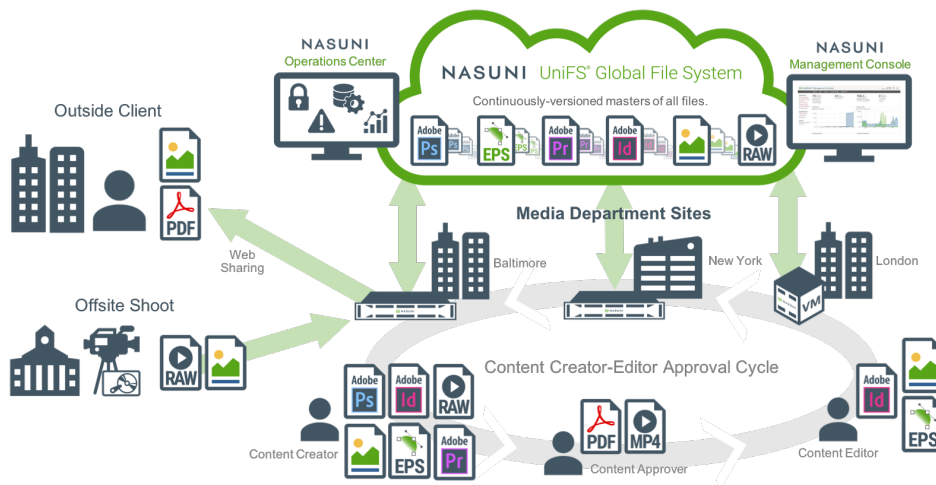 NASUNI
Operations Center
NASUNI UniFS® Global File System
NASUNI
Management Console
Continuously-versioned masters of all files.
Adobe
Ps
EPS
Adobe
Pr
Adobe
Id
RAW
Outside Client
PDF
Web
Sharing
Media Department Sites
Baltimore
New York
London
NASUNI
NASUNI
VM
Offsite Shoot
RAW
Content Creator-Editor Approval Cycle
Adobe
Ps
Adobe
Id
RAW
EPS
Adobe
Pr
Content Creator
PDF
MP4
Content Approver
Adobe
Id
EPS
Content Editor